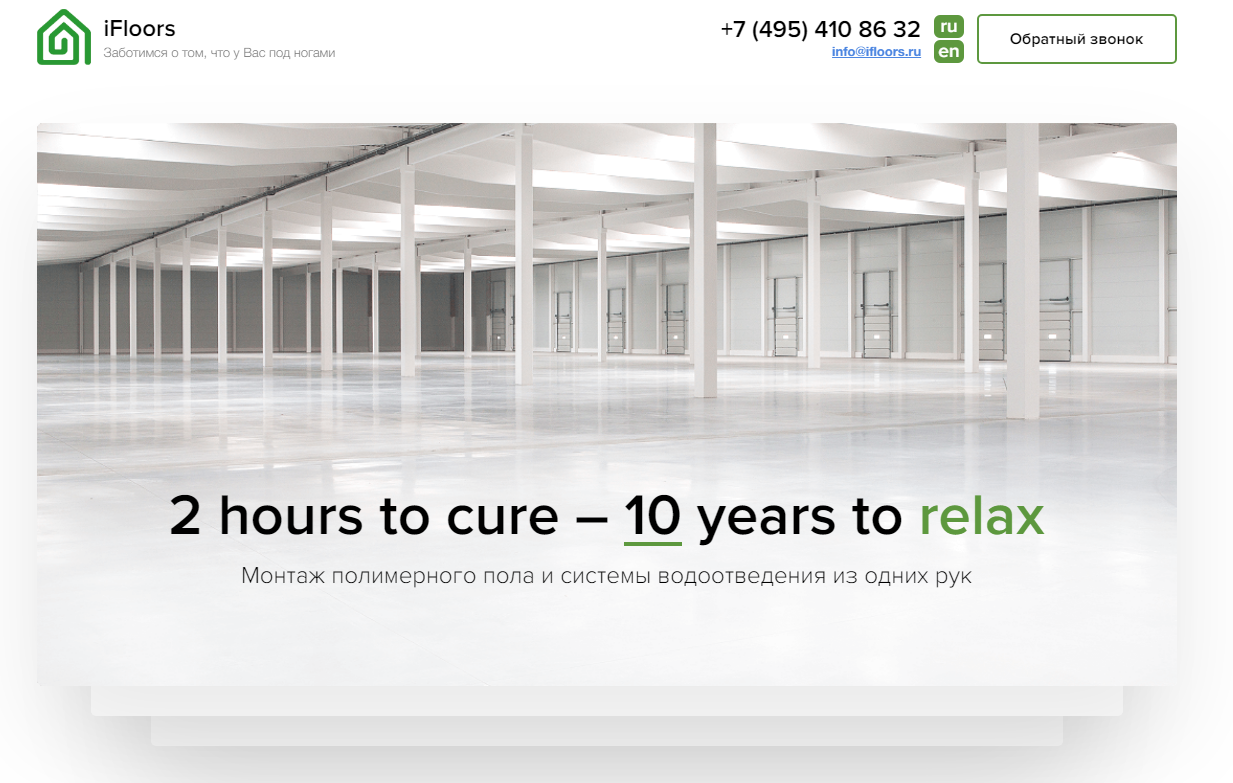 iFloors
Заботимся о том, что у Вас под ногами
+7 (495) 410 86 32
info@ifloors.ru
ru
en
Обратный звонок
2 hours to cure – 10 years to relax
Монтаж полимерного пола и системы водоотведения из одних рук